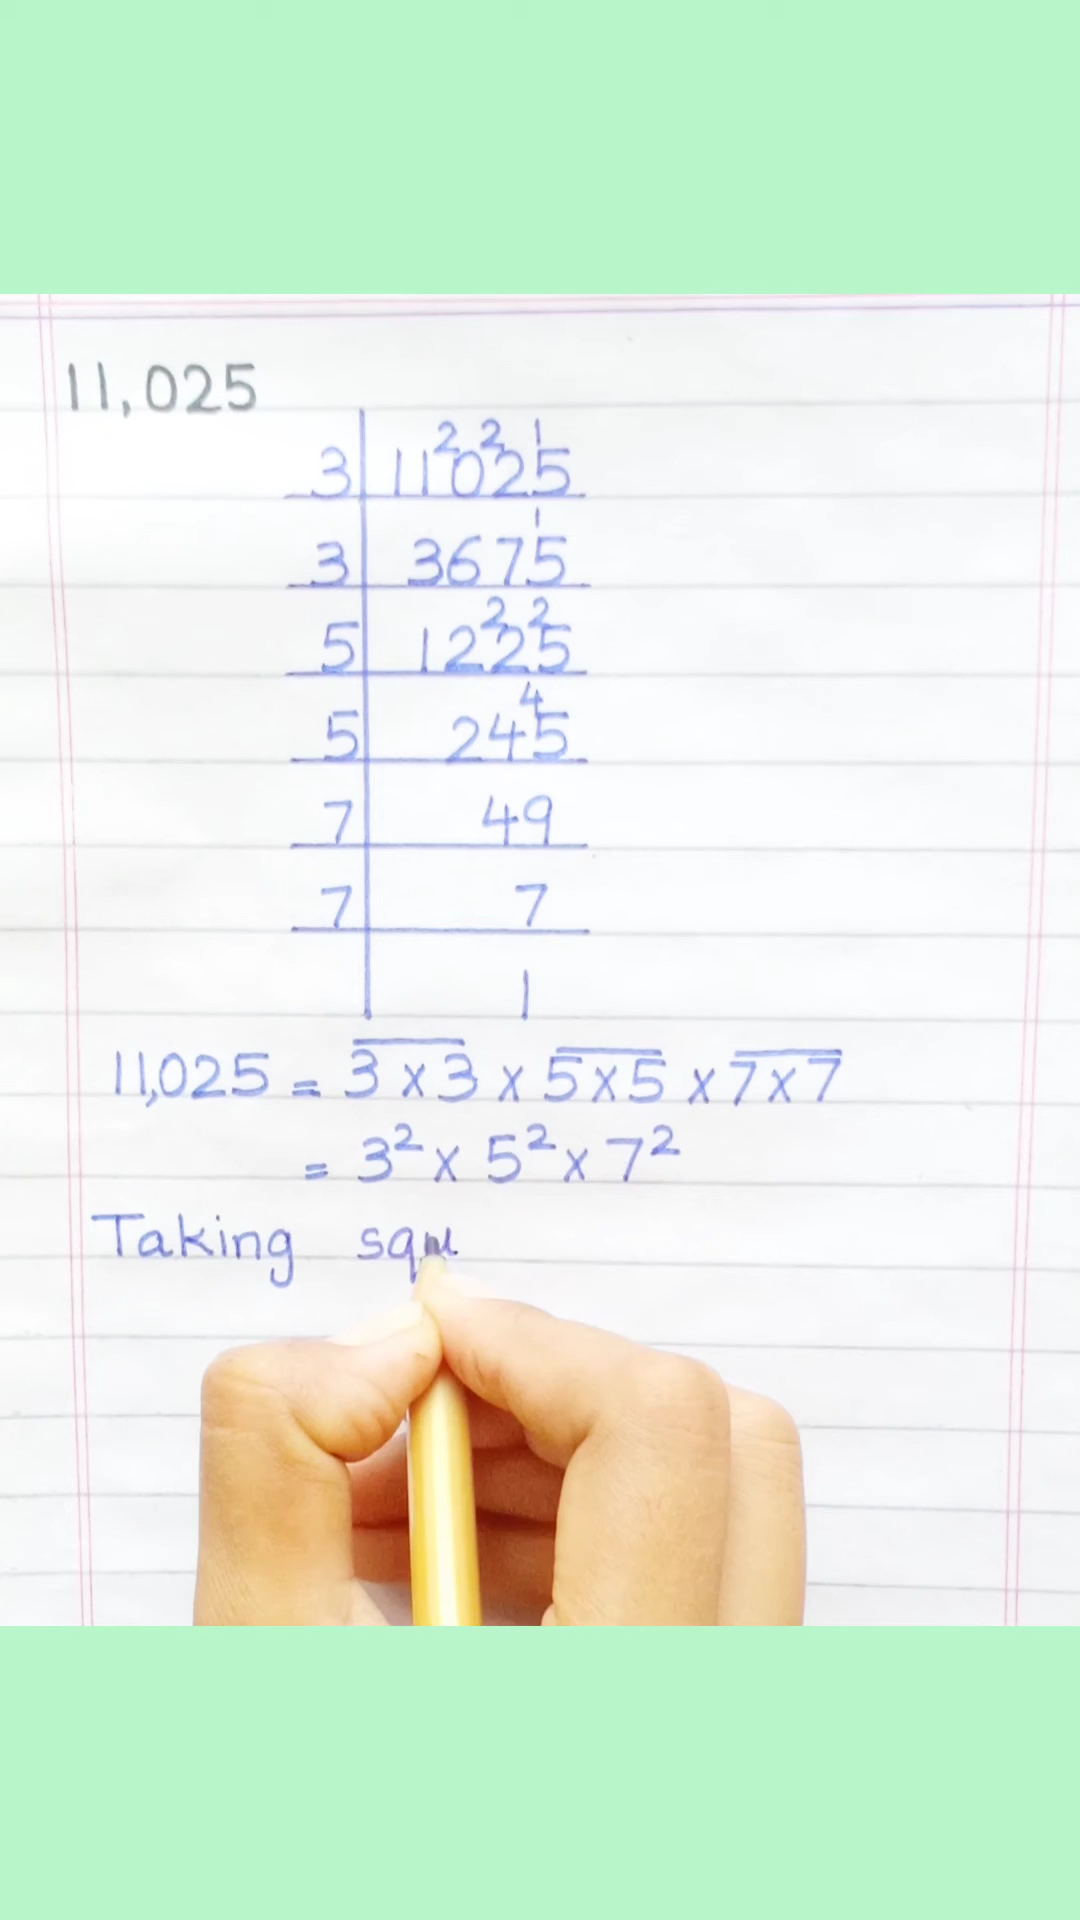 11,025
3 | 11025
3 | 3675
5 | 1225
5 | 245
7 | 49
7 | 7
1
11,025 = 3 x 3 x 5 x 5 x 7 x 7
= 3² x 5² x 7²
Taking squ